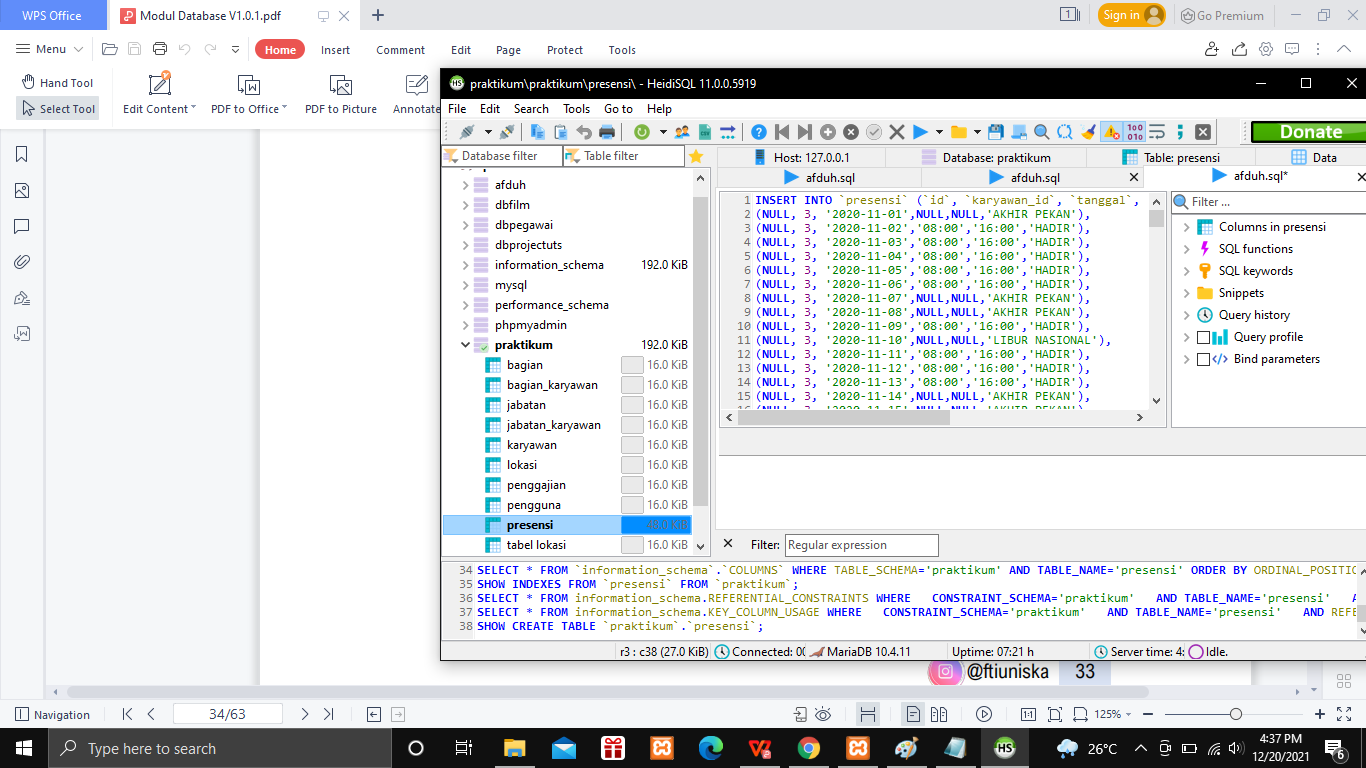 WPS Office
Modul Database V1.0.1.pdf
1
Sign in
Go Premium
Menu
Home
Insert
Comment
Edit
Page
Protect
Tools
Hand Tool
Select Tool
Edit Content
PDF to Office
PDF to Picture
Annotate
praktikum\praktikum\presensi\ - HeidiSQL 11.0.0.5919
File Edit Search Tools Go to Help
Donate
Database filter
Table filter
Host: 127.0.0.1
Database: praktikum
Table: presensi
Data
afduh.sql
afduh.sql
afduh.sql*
afduh
dbfilm
dbpegawai
dbprojectuts
information_schema 192.0 KiB
mysql
performance_schema
phpmyadmin
praktikum 192.0 KiB
bagian 16.0 KiB
bagian_karyawan 16.0 KiB
jabatan 16.0 KiB
jabatan_karyawan 16.0 KiB
karyawan 16.0 KiB
lokasi 16.0 KiB
penggajian 16.0 KiB
pengguna 16.0 KiB
presensi 48.0 KiB
tabel lokasi 16.0 KiB
1 INSERT INTO `presensi` (`id`, `karyawan_id`, `tanggal`,
2 (NULL, 3, '2020-11-01',NULL,NULL,'AKHIR PEKAN'),
3 (NULL, 3, '2020-11-02','08:00','16:00','HADIR'),
4 (NULL, 3, '2020-11-03','08:00','16:00','HADIR'),
5 (NULL, 3, '2020-11-04','08:00','16:00','HADIR'),
6 (NULL, 3, '2020-11-05','08:00','16:00','HADIR'),
7 (NULL, 3, '2020-11-06','08:00','16:00','HADIR'),
8 (NULL, 3, '2020-11-07',NULL,NULL,'AKHIR PEKAN'),
9 (NULL, 3, '2020-11-08',NULL,NULL,'AKHIR PEKAN'),
10 (NULL, 3, '2020-11-09','08:00','16:00','HADIR'),
11 (NULL, 3, '2020-11-10',NULL,NULL,'LIBUR NASIONAL'),
12 (NULL, 3, '2020-11-11','08:00','16:00','HADIR'),
13 (NULL, 3, '2020-11-12','08:00','16:00','HADIR'),
14 (NULL, 3, '2020-11-13','08:00','16:00','HADIR'),
15 (NULL, 3, '2020-11-14',NULL,NULL,'AKHIR PEKAN'),
16 (NULL, 3, '2020-11-15',NULL,NULL,'AKHIR PEKAN'),
Filter ...
Columns in presensi
SQL functions
SQL keywords
Snippets
Query history
Query profile
Bind parameters
Filter: Regular expression
34 SELECT * FROM `information_schema`.`COLUMNS` WHERE TABLE_SCHEMA='praktikum' AND TABLE_NAME='presensi' ORDER BY ORDINAL_POSITIO
35 SHOW INDEXES FROM `presensi` FROM `praktikum`;
36 SELECT * FROM information_schema.REFERENTIAL_CONSTRAINTS WHERE CONSTRAINT_SCHEMA='praktikum' AND TABLE_NAME='presensi' A
37 SELECT * FROM information_schema.KEY_COLUMN_USAGE WHERE CONSTRAINT_SCHEMA='praktikum' AND TABLE_NAME='presensi' AND REFE
38 SHOW CREATE TABLE `praktikum`.`presensi`;
r3 : c38 (27.0 KiB)
Connected: 00
MariaDB 10.4.11
Uptime: 07:21 h
Server time: 4:
Idle.
@ftiuniska 33
Navigation
34/63
1:1
125%
Type here to search
26°C
4:37 PM
12/20/2021
6